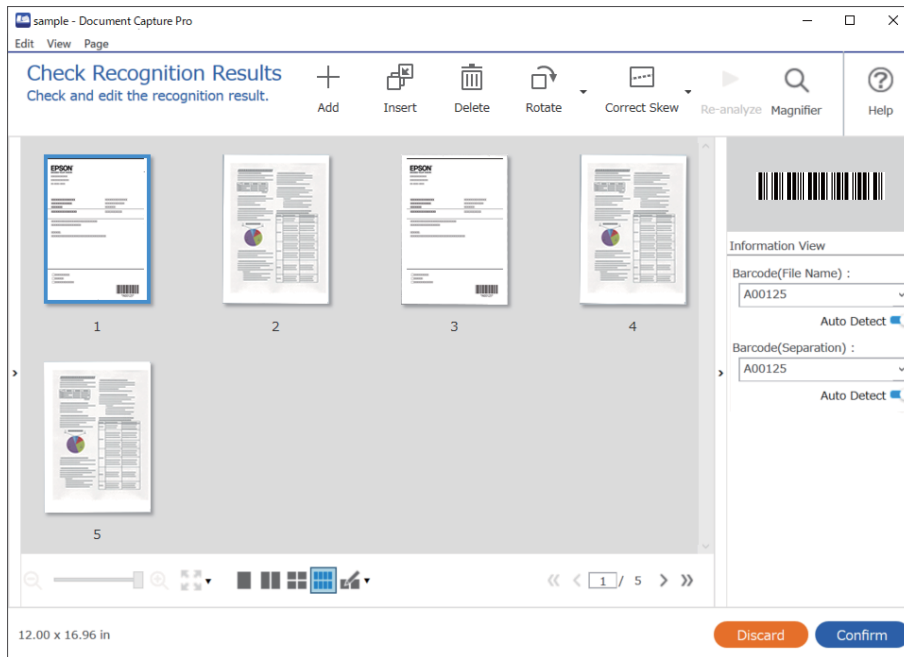 sample - Document Capture Pro
Edit View Page
Check Recognition Results
Check and edit the recognition result.
Add Insert Delete Rotate Correct Skew Re-analyze Magnifier Help
EPSON
EPSON
1 2 3 4
5
Information View
Barcode(File Name) :
A00125
Auto Detect
Barcode(Separation) :
A00125
Auto Detect
1 / 5
12.00 x 16.96 in
Discard Confirm